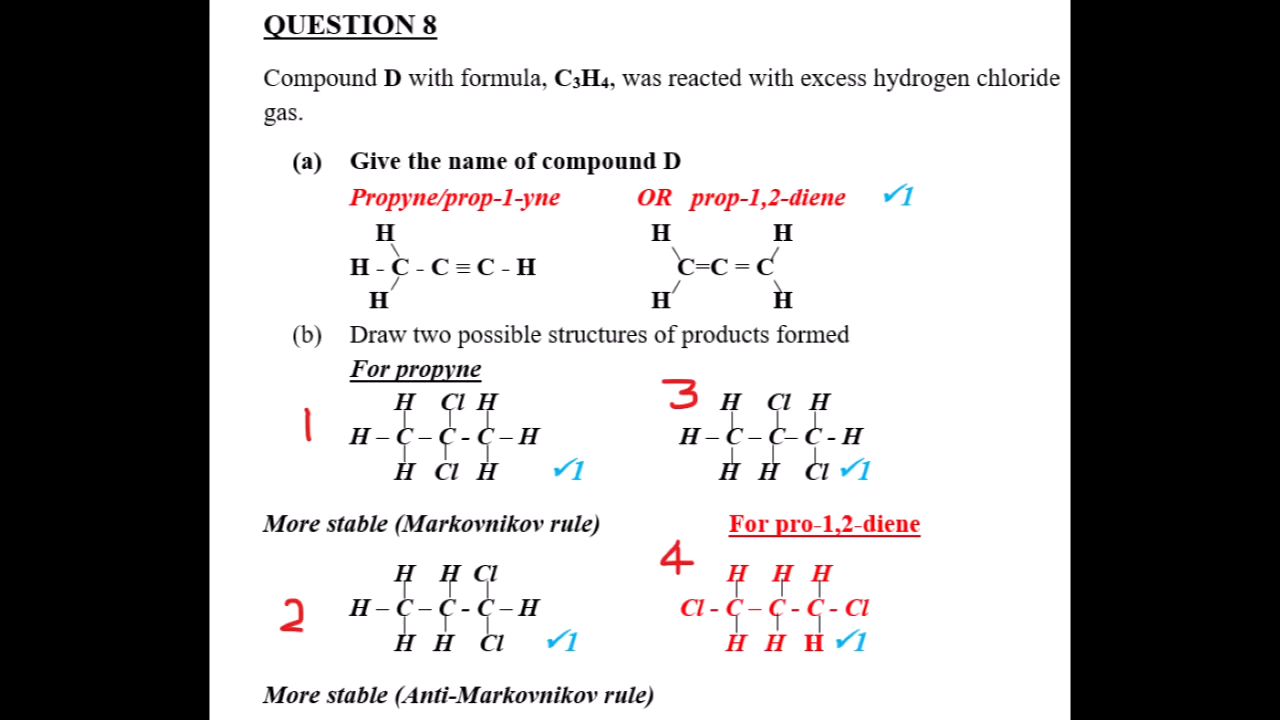 QUESTION 8
Compound D with formula, C₃H₄, was reacted with excess hydrogen chloride
gas.
(a) Give the name of compound D
Propyne/prop-1-yne OR prop-1,2-diene ✓1
H H H
H - C - C ≡ C - H C=C = C
H H H
(b) Draw two possible structures of products formed
For propyne
H Cl H 3 H Cl H
1 H – C – C - C – H H – C – C – C - H
H Cl H ✓1 H H Cl ✓1
More stable (Markovnikov rule) For pro-1,2-diene
H H Cl 4 H H H
2 H – C – C - C – H Cl - C – C - C - Cl
H H Cl ✓1 H H H ✓1
More stable (Anti-Markovnikov rule)